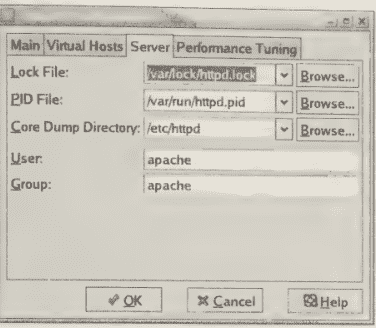 Main Virtual Hosts Server Performance Tuning
Lock File: /var/lock/httpd.lock Browse...
PID File: /var/run/httpd.pid Browse...
Core Dump Directory: /etc/httpd Browse...
User: apache
Group: apache
OK Cancel Help